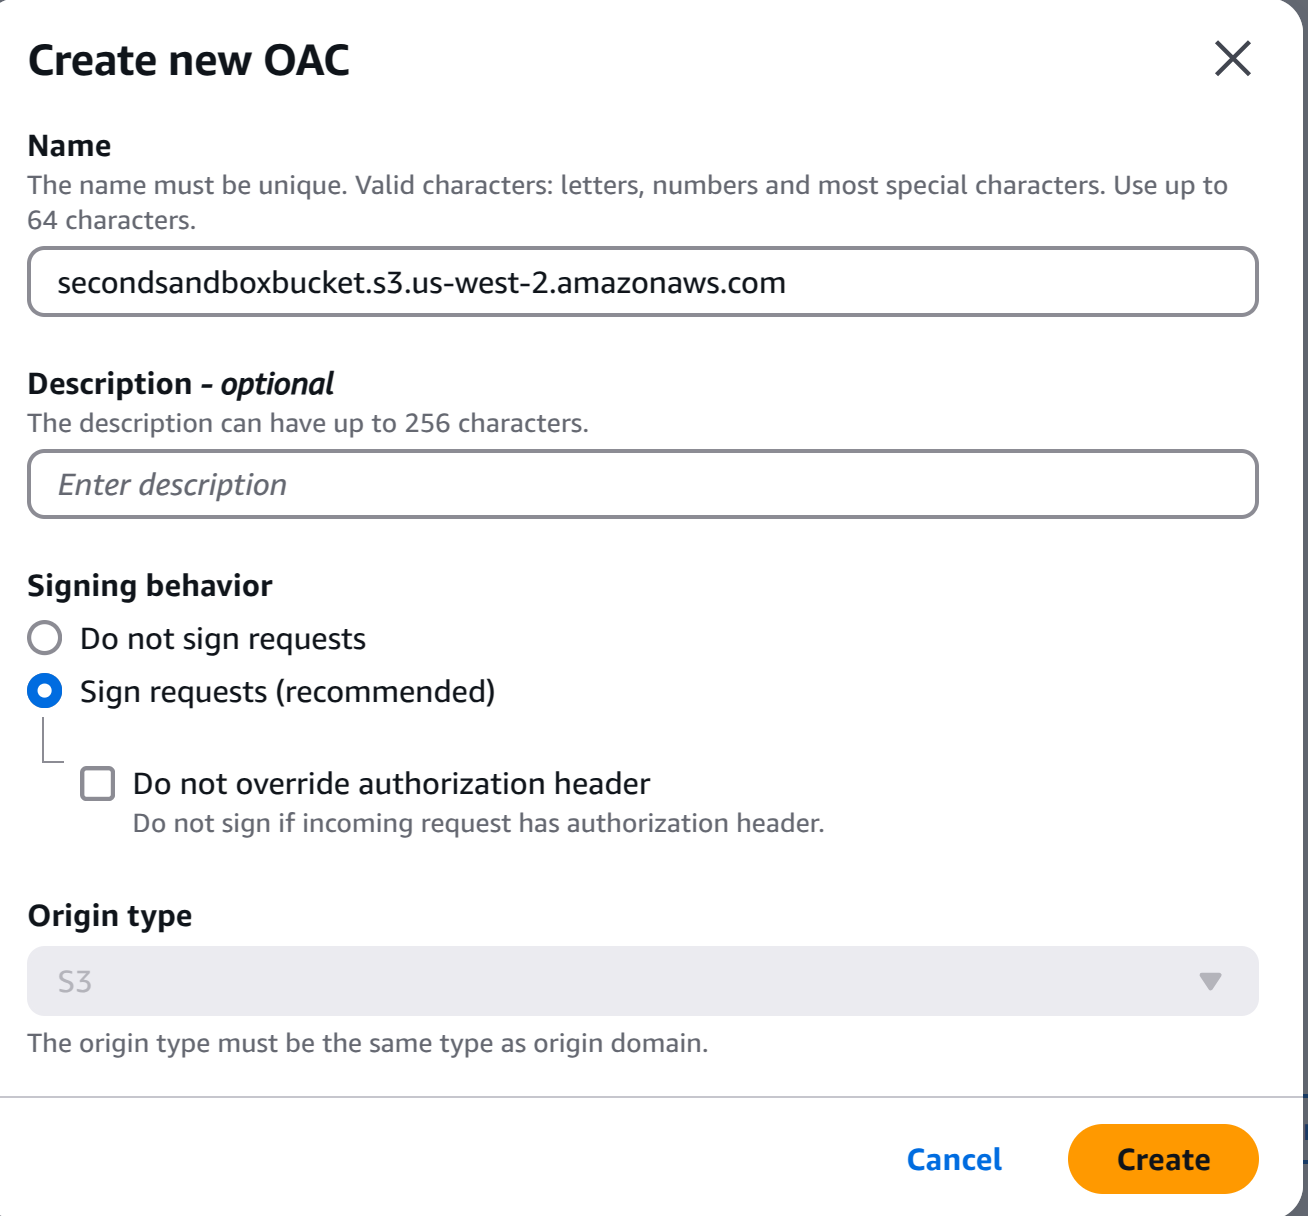 Create new OAC
Name
The name must be unique. Valid characters: letters, numbers and most special characters. Use up to
64 characters.
secondsandboxbucket.s3.us-west-2.amazonaws.com
Description - optional
The description can have up to 256 characters.
Enter description
Signing behavior
Do not sign requests
Sign requests (recommended)
Do not override authorization header
Do not sign if incoming request has authorization header.
Origin type
S3
The origin type must be the same type as origin domain.
Cancel
Create